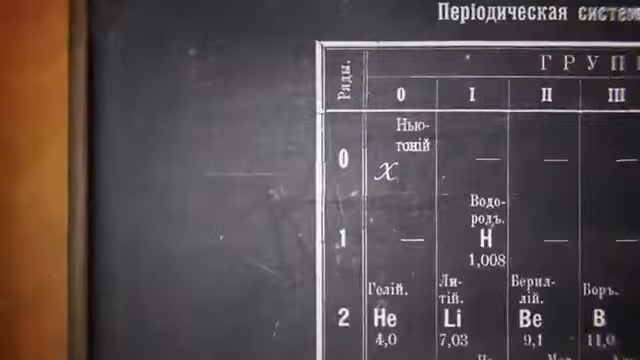 Періодическая систем
ГРУП
Ряды.
0 I II III
Нью-
тоній
0 x — —  —
Водо-
родъ.
1 — H — —
1,008
Гелій. Ли-
тій. Берил-
лій. Боръ.
2 He Li Be B
4,0 7,03 9,1 11,0